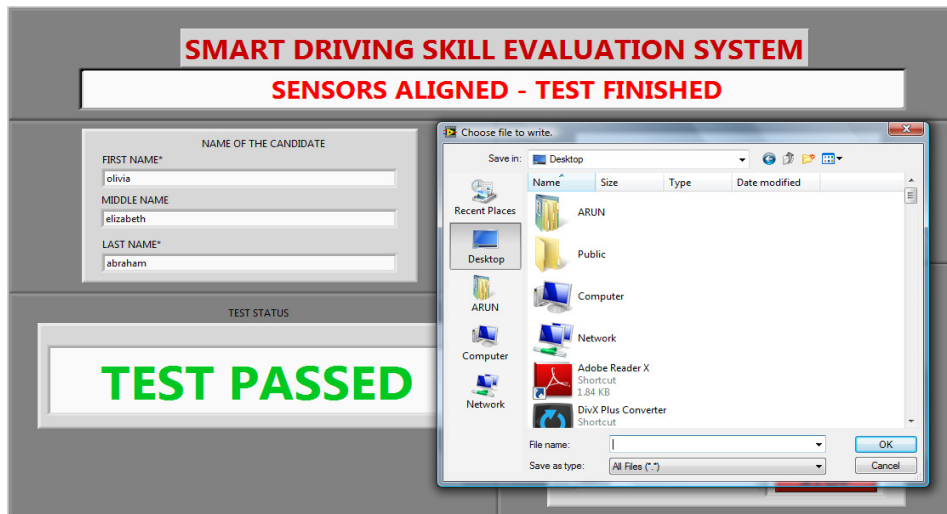 SMART DRIVING SKILL EVALUATION SYSTEM
SENSORS ALIGNED - TEST FINISHED
NAME OF THE CANDIDATE
FIRST NAME*
olivia
MIDDLE NAME
elizabeth
LAST NAME*
abraham
TEST STATUS
TEST PASSED
Choose file to write.
Save in: Desktop
Name Size Type Date modified
Recent Places
Desktop
ARUN
Computer
Network
ARUN
Public
Computer
Network
Adobe Reader X
Shortcut
1.84 KB
DivX Plus Converter
Shortcut
File name:
OK
Save as type: All Files (*.*)
Cancel